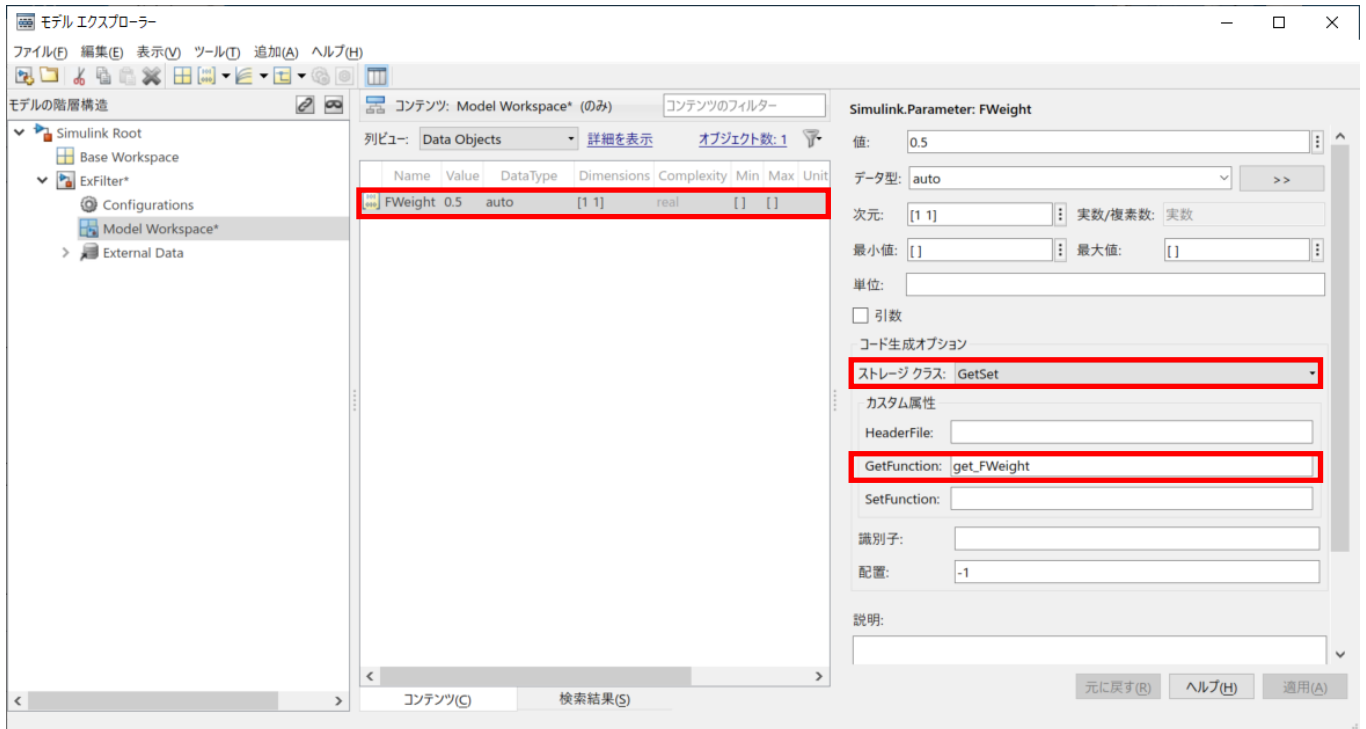 モデル エクスプローラー
ファイル(F) 編集(E) 表示(V) ツール(T) 追加(A) ヘルプ(H)
モデルの階層構造
Simulink Root
Base Workspace
ExFilter*
Configurations
Model Workspace*
External Data
コンテンツ: Model Workspace* (のみ) コンテンツのフィルター
列ビュー: Data Objects 詳細を表示 オブジェクト数: 1
Name Value DataType Dimensions Complexity Min Max Unit
FWeight 0.5 auto [1 1] real [ ] [ ]
コンテンツ(C) 検索結果(S)
Simulink.Parameter: FWeight
値: 0.5
データ型: auto >>
次元: [1 1] 実数/複素数: 実数
最小値: [ ] 最大値: [ ]
単位:
引数
コード生成オプション
ストレージ クラス: GetSet
カスタム属性
HeaderFile:
GetFunction: get_FWeight
SetFunction:
識別子:
配置: -1
説明:
元に戻す(R) ヘルプ(H) 適用(A)